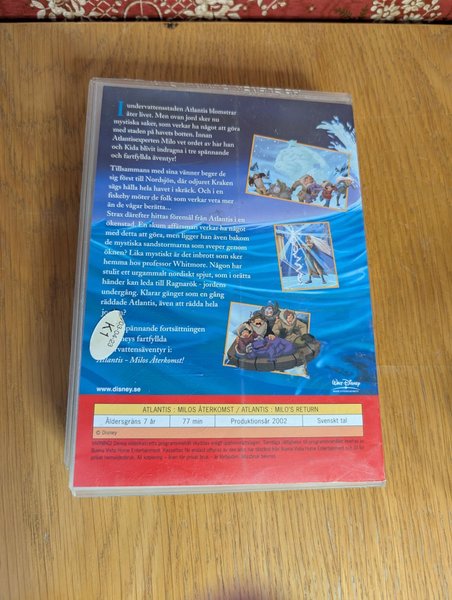 I undervattensstaden Atlantis blomstrar
åter livet. Men ovan jord sker nu
mystiska saker, som verkar ha något att göra
med staden på havets botten. Innan
Atlantisexperten Milo vet ordet av har han
och Kida blivit indragna i tre spännande
och fartfyllda äventyr!
Tillsammans med sina vänner beger de
sig först till Nordsjön, där odjuret Kraken
sägs hålla hela havet i skräck. Och i en
fiskeby möter de folk som verkar veta mer
än de vågar berätta...
Strax därefter hittas föremål från Atlantis i en
ökenstad. En skum affärsman verkar ha något
med detta att göra, men ligger han även bakom
de mystiska sandstormarna som sveper genom
öknen? Lika mystiskt är det inbrott som sker
hemma hos professor Whitmore. Någon har
stulit ett urgammalt nordiskt spjut, som i orätta
händer kan leda till Ragnarök - jordens
undergång. Klarar gänget som en gång
räddade Atlantis, att även rädda hela
spännande fortsättningen
fartfyllda
vattensäventyr i:
Atlantis - Milos Återkomst!
03-04-23
K1
www.disney.se
WALT DISNEY
ATLANTIS : MILOS ÅTERKOMST / ATLANTIS : MILO'S RETURN
Åldersgräns 7 år 77 min Produktionsår 2002 Svenskt tal
© Disney